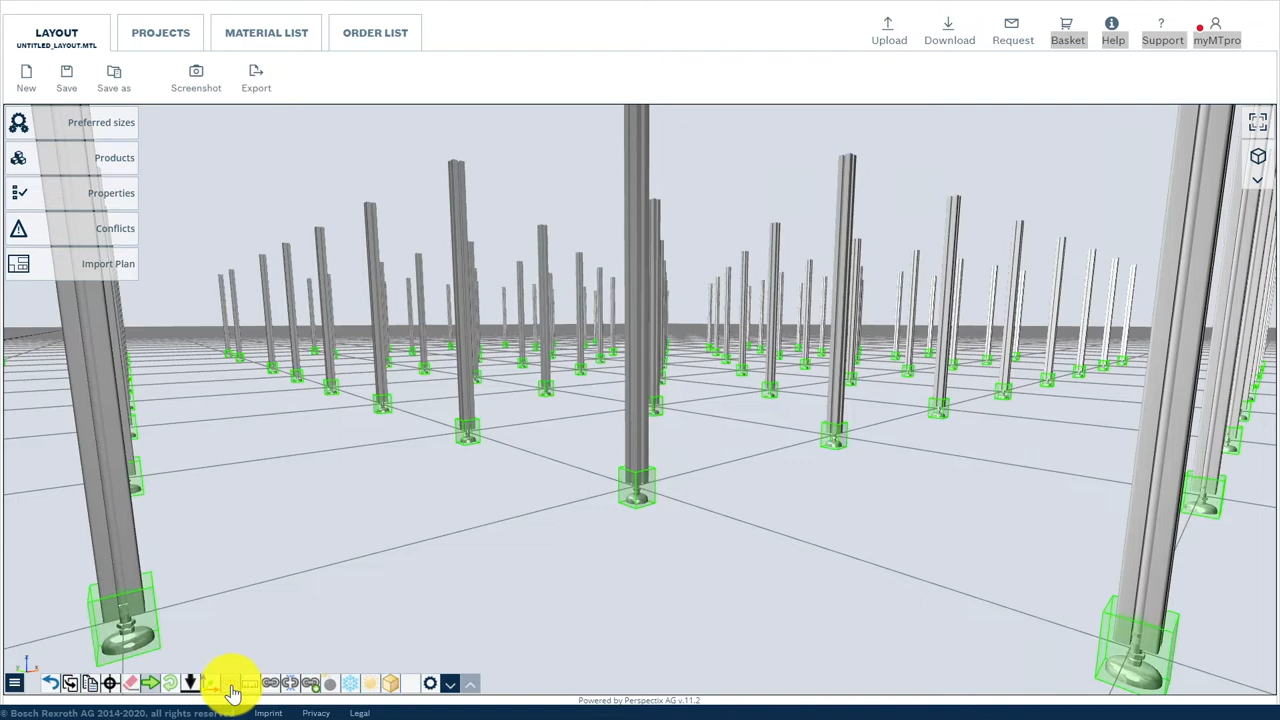 LAYOUT
UNTITLED_LAYOUT.MTL
PROJECTS
MATERIAL LIST
ORDER LIST
Upload
Download
Request
Basket
Help
Support
myMTpro
New
Save
Save as
Screenshot
Export
Preferred sizes
Products
Properties
Conflicts
Import Plan
Powered by Perspectix AG v.11.2
© Bosch Rexroth AG 2014-2020, all rights reserved
Imprint
Privacy
Legal